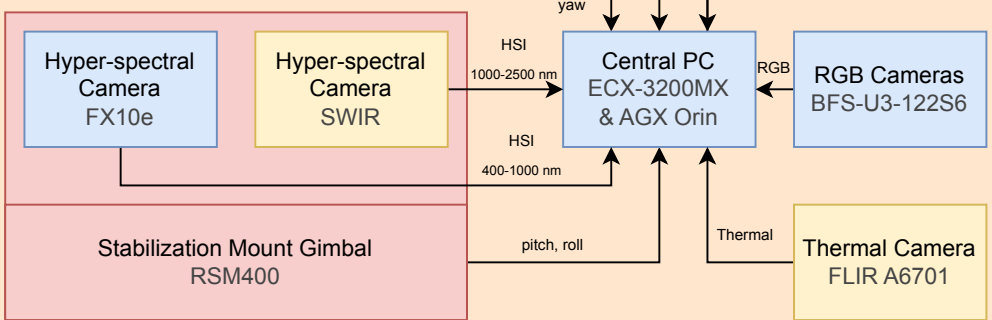 yaw
Hyper-spectral
Camera
FX10e
Hyper-spectral
Camera
SWIR
HSI
1000-2500 nm
Central PC
ECX-3200MX
& AGX Orin
RGB
RGB Cameras
BFS-U3-122S6
HSI
400-1000 nm
Stabilization Mount Gimbal
RSM400
pitch, roll
Thermal
Thermal Camera
FLIR A6701